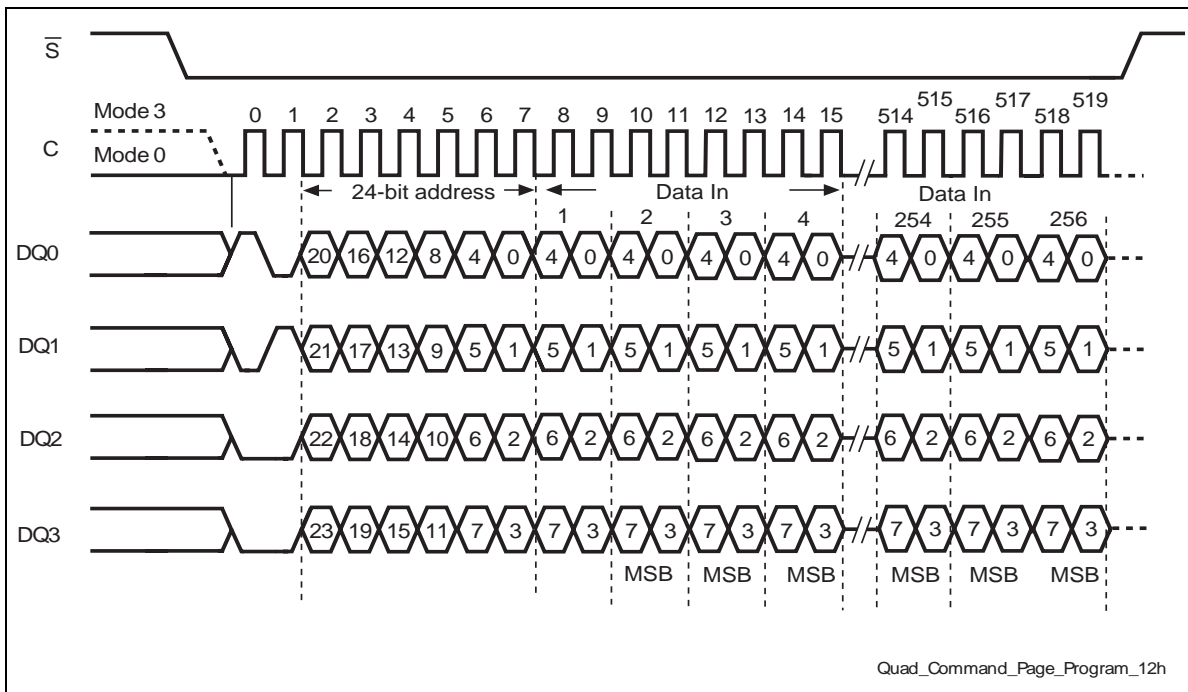 S
Mode 3
C
Mode 0
0 1 2 3 4 5 6 7 8 9 10 11 12 13 14 15 514 515 516 517 518 519
24-bit address Data In Data In
1 2 3 4 254 255 256
DQ0 20 16 12 8 4 0 4 0 4 0 4 0 4 0 4 0 4 0 4 0
DQ1 21 17 13 9 5 1 5 1 5 1 5 1 5 1 5 1 5 1 5 1
DQ2 22 18 14 10 6 2 6 2 6 2 6 2 6 2 6 2 6 2 6 2
DQ3 23 19 15 11 7 3 7 3 7 3 7 3 7 3 7 3 7 3 7 3
MSB MSB MSB MSB MSB MSB
Quad_Command_Page_Program_12h